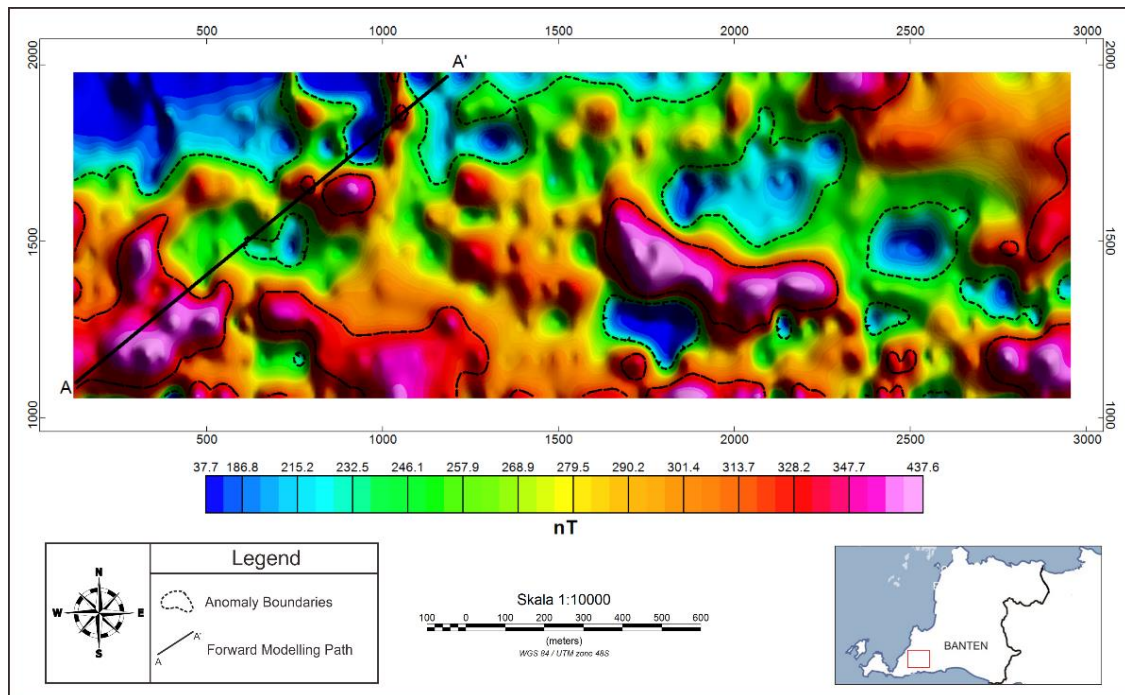 500 1000 1500 2000 2500 3000
2000 2000
A'
1500 1500
A
1000 1000
500 1000 1500 2000 2500 3000
37.7 186.8 215.2 232.5 246.1 257.9 268.9 279.5 290.2 301.4 313.7 328.2 347.7 437.6
nT
Legend
N
W E
S
Anomaly Boundaries
A'
A
Forward Modelling Path
Skala 1:10000
100 0 100 200 300 400 500 600
(meters)
WGS 84 / UTM zone 48S
BANTEN